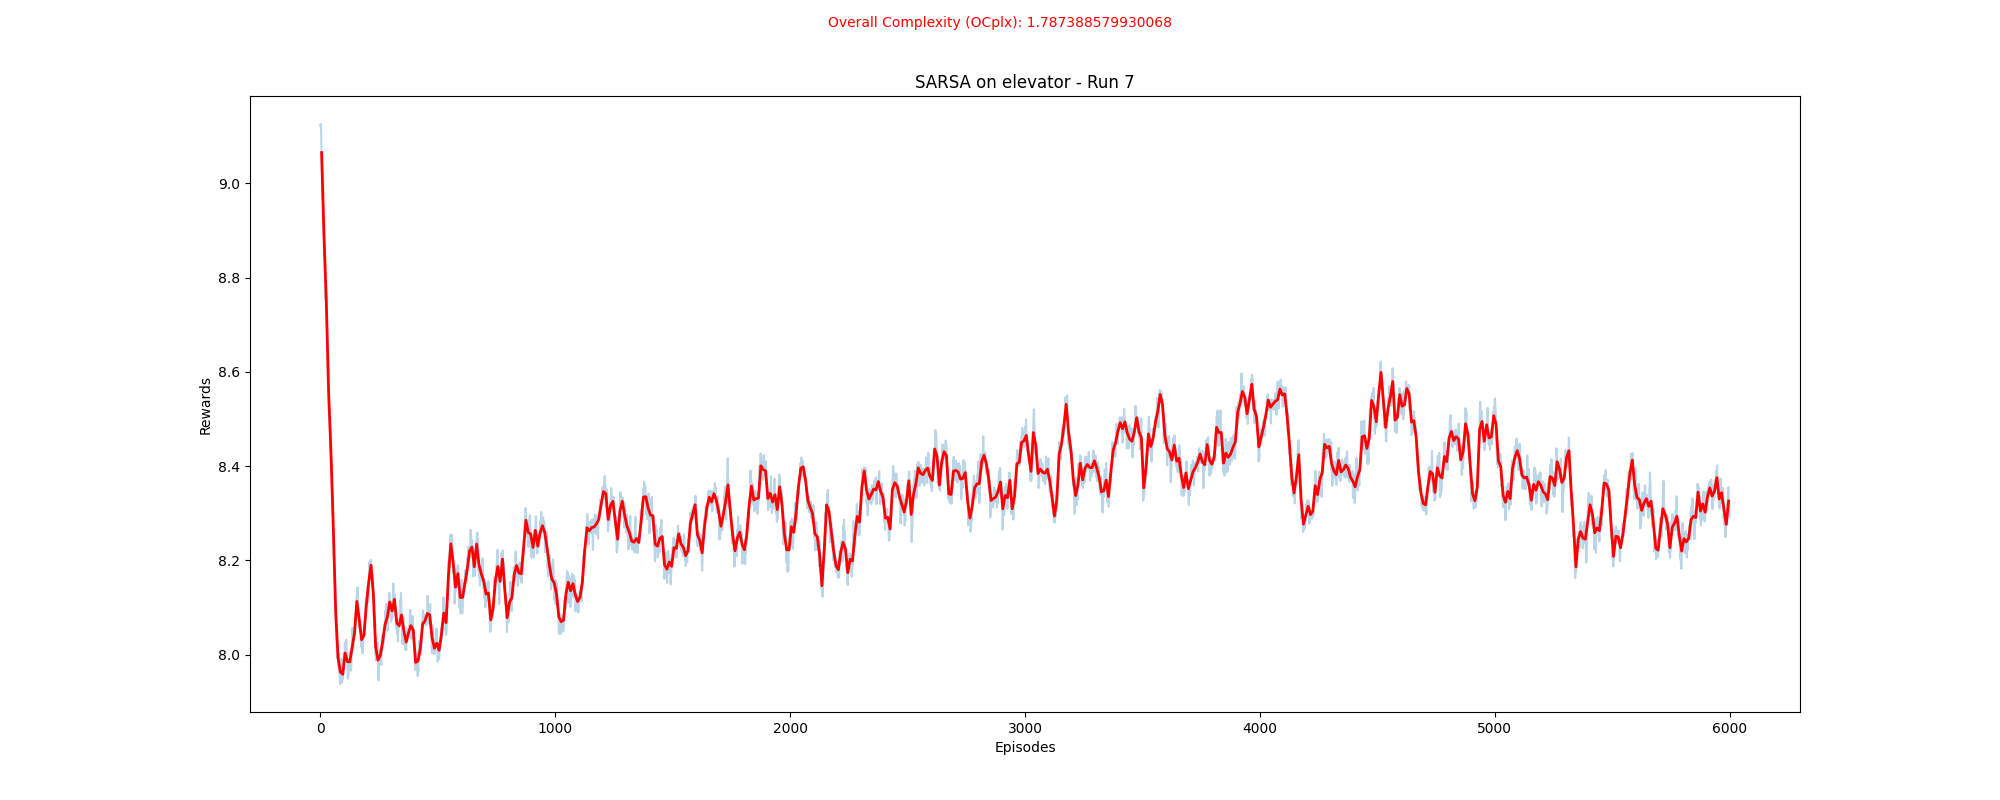 Overall Complexity (OCplx): 1.787388579930068
SARSA on elevator - Run 7
9.0
8.8
8.6
8.4
8.2
8.0
Rewards
0 1000 2000 3000 4000 5000 6000
Episodes